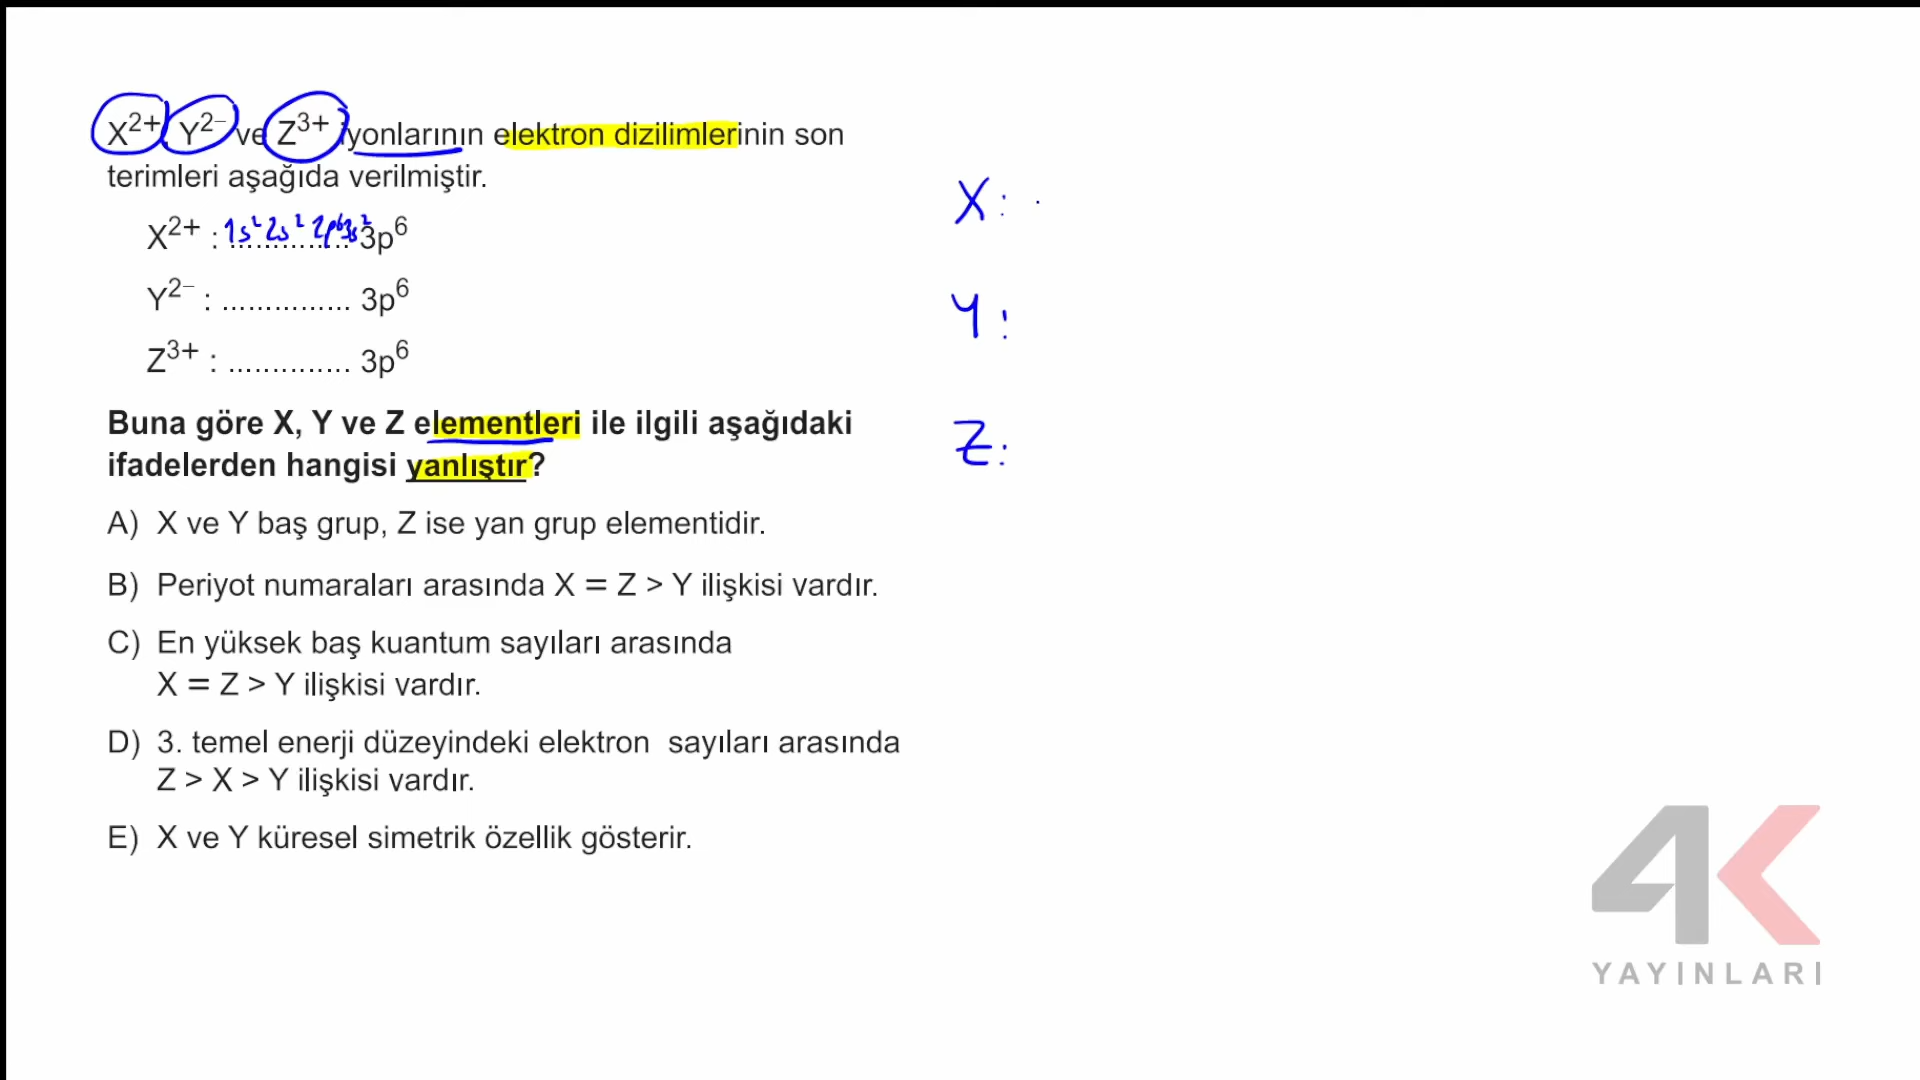 X²⁺, Y²⁻ ve Z³⁺ iyonlarının elektron dizilimlerinin son
terimleri aşağıda verilmiştir.
X²⁺ : 1s² 2s² 2p⁶ 3s² 3p⁶
Y²⁻ : .............. 3p⁶
Z³⁺ : .............. 3p⁶
Buna göre X, Y ve Z elementleri ile ilgili aşağıdaki
ifadelerden hangisi yanlıştır?
A) X ve Y baş grup, Z ise yan grup elementidir.
B) Periyot numaraları arasında X = Z > Y ilişkisi vardır.
C) En yüksek baş kuantum sayıları arasında
X = Z > Y ilişkisi vardır.
D) 3. temel enerji düzeyindeki elektron sayıları arasında
Z > X > Y ilişkisi vardır.
E) X ve Y küresel simetrik özellik gösterir.
X:
Y:
Z:
4K
YAYINLARI